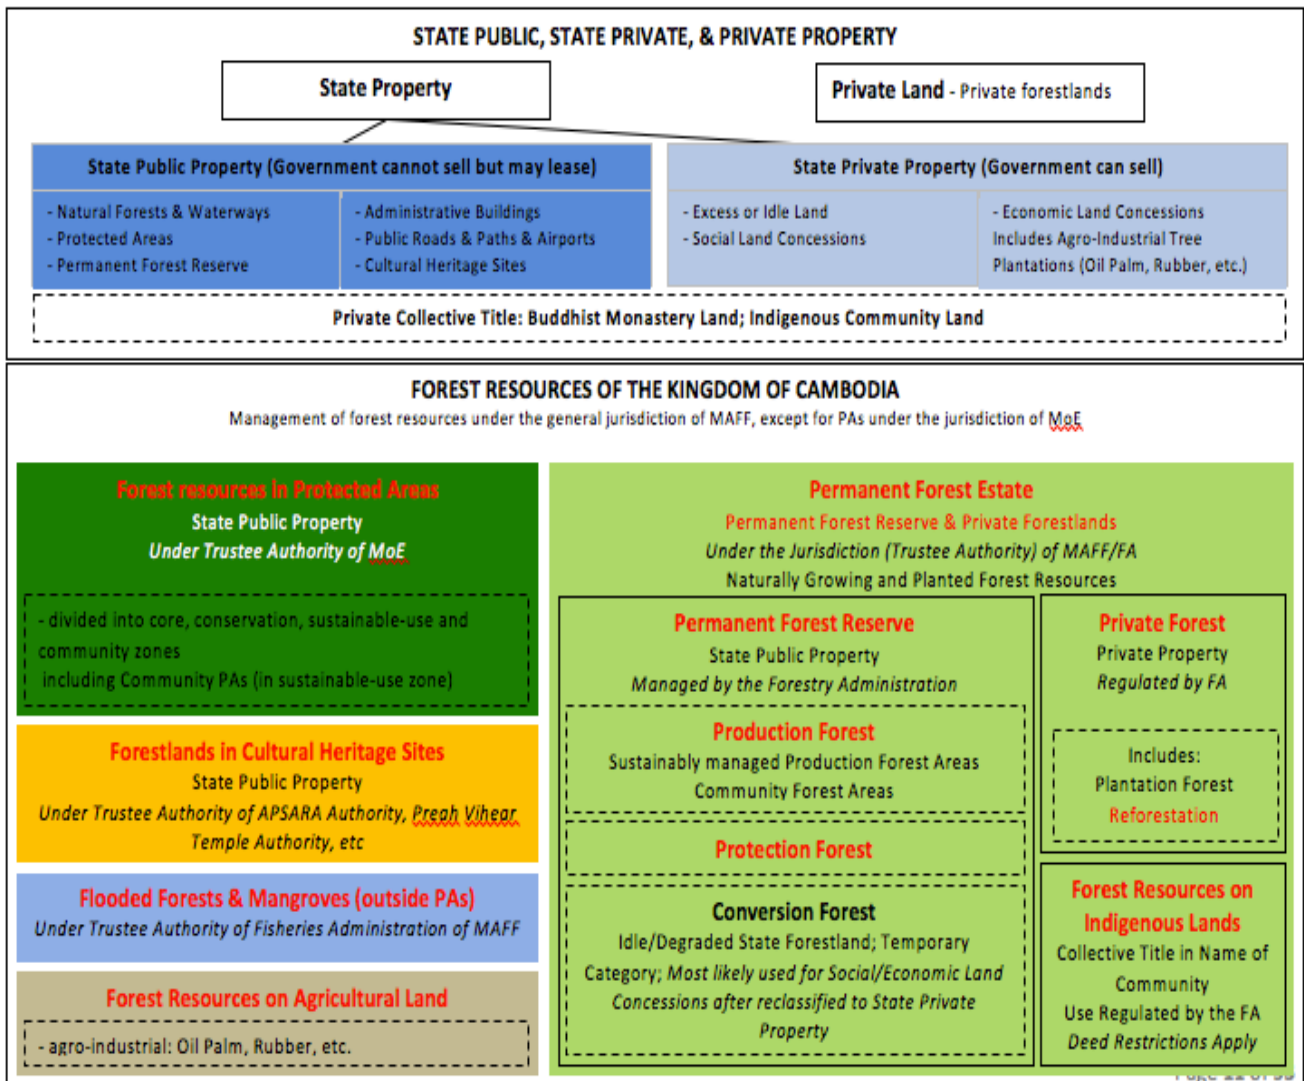 STATE PUBLIC, STATE PRIVATE, & PRIVATE PROPERTY
State Property
Private Land - Private forestlands
State Public Property (Government cannot sell but may lease)
- Natural Forests & Waterways
- Protected Areas
- Permanent Forest Reserve
- Administrative Buildings
- Public Roads & Paths & Airports
- Cultural Heritage Sites
State Private Property (Government can sell)
- Excess or Idle Land
- Social Land Concessions
- Economic Land Concessions
Includes Agro-Industrial Tree
Plantations (Oil Palm, Rubber, etc.)
Private Collective Title: Buddhist Monastery Land; Indigenous Community Land
FOREST RESOURCES OF THE KINGDOM OF CAMBODIA
Management of forest resources under the general jurisdiction of MAFF, except for PAs under the jurisdiction of MoE
Forest resources in Protected Areas
State Public Property
Under Trustee Authority of MoE
- divided into core, conservation, sustainable-use and
community zones
including Community PAs (in sustainable-use zone)
Forestlands in Cultural Heritage Sites
State Public Property
Under Trustee Authority of APSARA Authority, Preah Vihear
Temple Authority, etc
Flooded Forests & Mangroves (outside PAs)
Under Trustee Authority of Fisheries Administration of MAFF
Forest Resources on Agricultural Land
- agro-industrial: Oil Palm, Rubber, etc.
Permanent Forest Estate
Permanent Forest Reserve & Private Forestlands
Under the Jurisdiction (Trustee Authority) of MAFF/FA
Naturally Growing and Planted Forest Resources
Permanent Forest Reserve
State Public Property
Managed by the Forestry Administration
Production Forest
Sustainably managed Production Forest Areas
Community Forest Areas
Protection Forest
Conversion Forest
Idle/Degraded State Forestland; Temporary
Category; Most likely used for Social/Economic Land
Concessions after reclassified to State Private
Property
Private Forest
Private Property
Regulated by FA
Includes:
Plantation Forest
Reforestation
Forest Resources on
Indigenous Lands
Collective Title in Name of
Community
Use Regulated by the FA
Deed Restrictions Apply